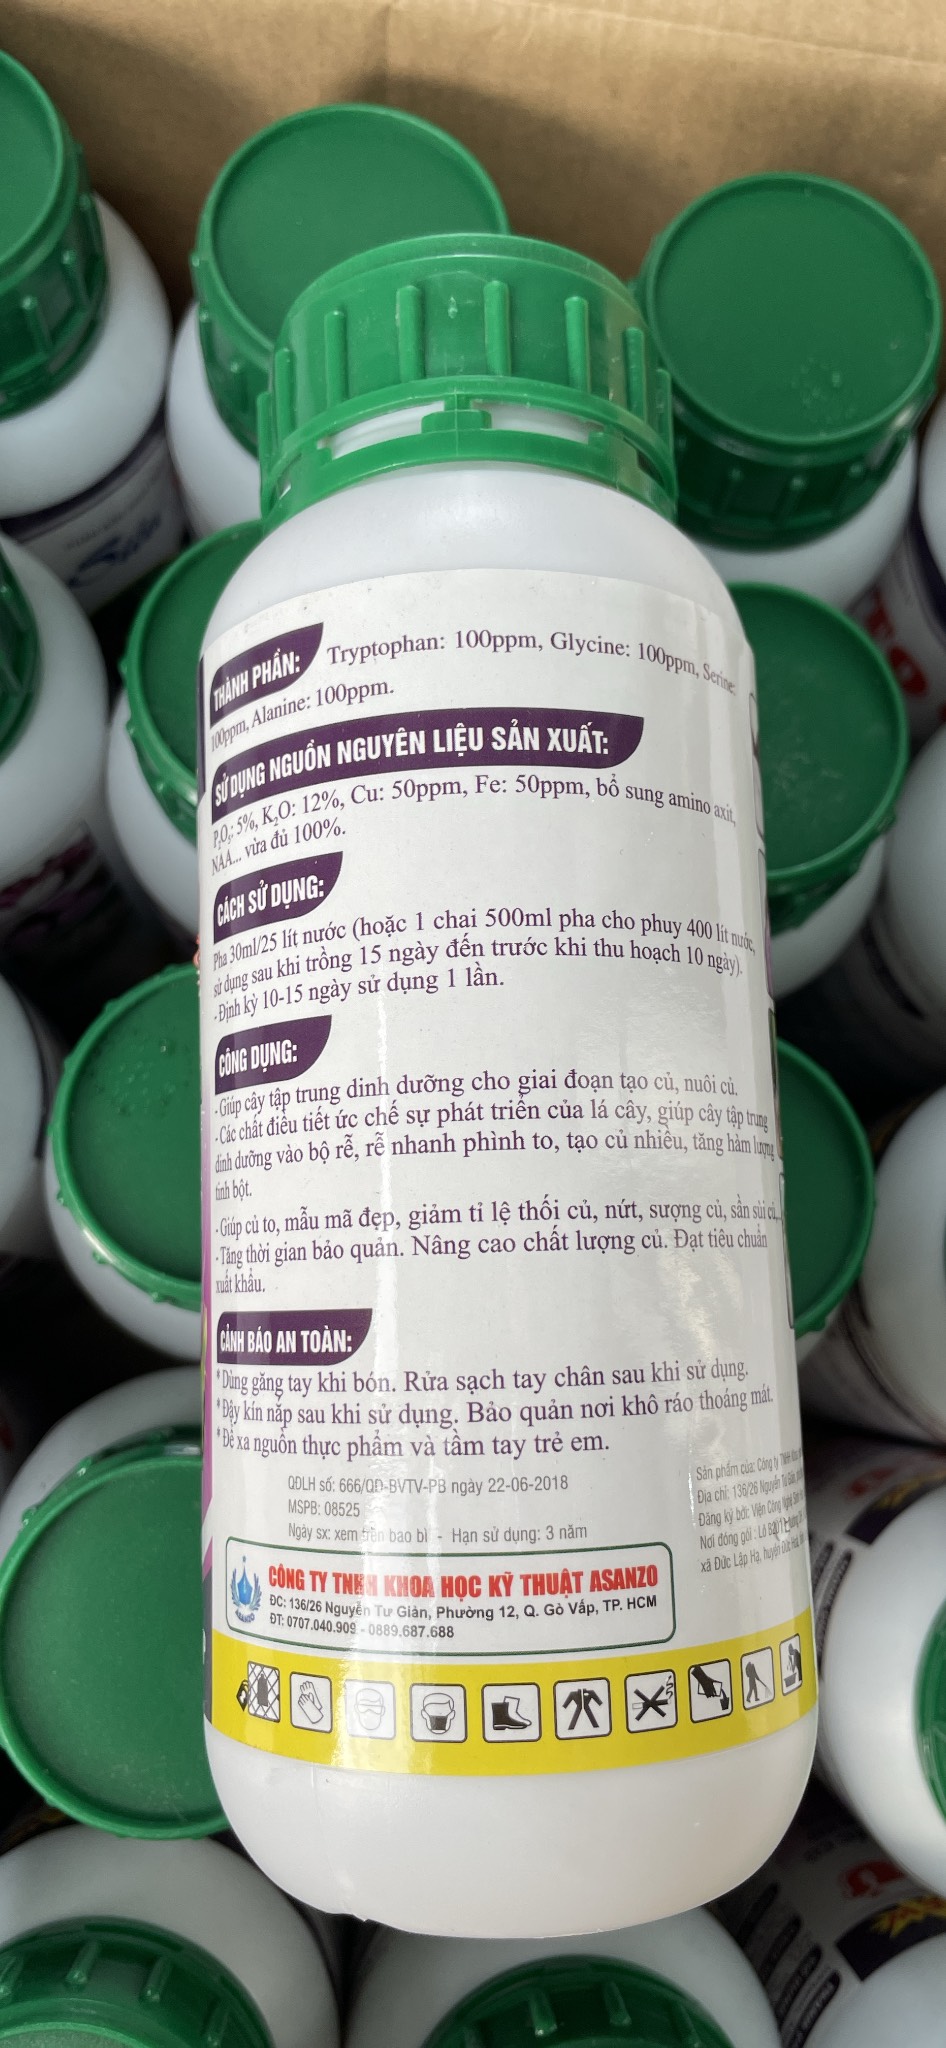 THÀNH PHẦN: Tryptophan: 100ppm, Glycine: 100ppm, Serine:
100ppm, Alanine: 100ppm.
SỬ DỤNG NGUỒN NGUYÊN LIỆU SẢN XUẤT:
P₂O₅: 5%, K₂O: 12%, Cu: 50ppm, Fe: 50ppm, bổ sung amino axit,
NAA... vừa đủ 100%.
CÁCH SỬ DỤNG:
Pha 30ml/25 lít nước (hoặc 1 chai 500ml pha cho phuy 400 lít nước,
sử dụng sau khi trồng 15 ngày đến trước khi thu hoạch 10 ngày).
-Định kỳ 10-15 ngày sử dụng 1 lần.
CÔNG DỤNG:
-Giúp cây tập trung dinh dưỡng cho giai đoạn tạo củ, nuôi củ.
-Các chất điều tiết ức chế sự phát triển của lá cây, giúp cây tập trung
dinh dưỡng vào bộ rễ, rễ nhanh phình to, tạo củ nhiều, tăng hàm lượng
tinh bột.
-Giúp củ to, mẫu mã đẹp, giảm tỉ lệ thối củ, nứt, sượng củ, sần sùi củ...
-Tăng thời gian bảo quản. Nâng cao chất lượng củ. Đạt tiêu chuẩn
xuất khẩu.
CẢNH BÁO AN TOÀN:
*Dùng găng tay khi bón. Rửa sạch tay chân sau khi sử dụng.
*Đậy kín nắp sau khi sử dụng. Bảo quản nơi khô ráo thoáng mát.
*Để xa nguồn thực phẩm và tầm tay trẻ em.
QĐLH số: 666/QĐ-BVTV-PB ngày 22-06-2018
MSPB: 08525
Ngày sx: xem trên bao bì - Hạn sử dụng: 3 năm
Sản phẩm của: Công ty TNHH
Địa chỉ: 136/26 Nguyễn Tư Giản,
Đăng ký bởi: Viện Công Nghệ
Nơi đóng gói : Lô
xã Đức Lập Hạ, huyện Đức Hoà,
CÔNG TY TNHH KHOA HỌC KỸ THUẬT ASANZO
ĐC: 136/26 Nguyễn Tư Giản, Phường 12, Q. Gò Vấp, TP. HCM
ĐT: 0707.040.909 - 0889.687.688
ASANZO